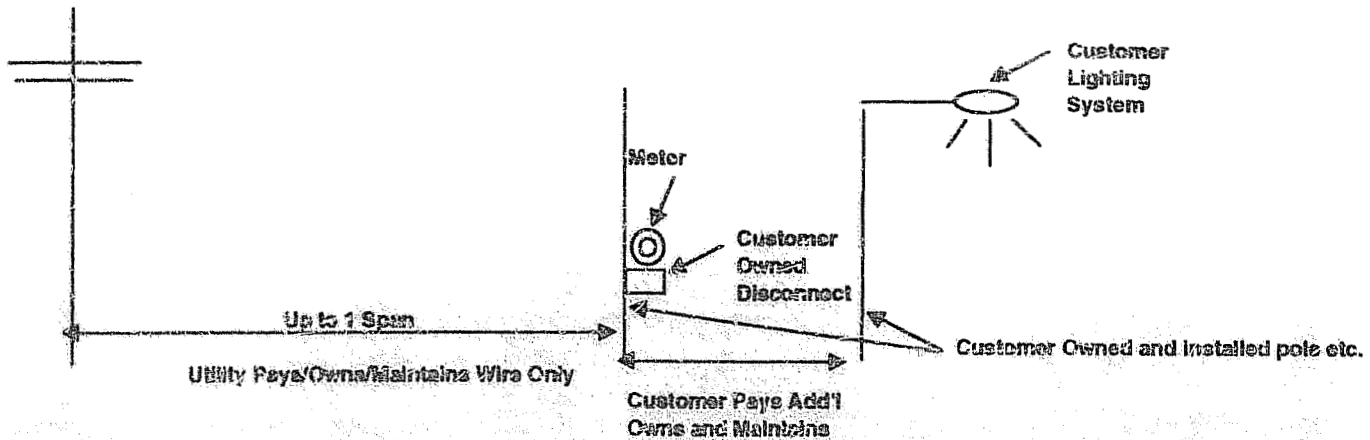 Customer
Lighting
System
Meter
Customer
Owned
Disconnect
Up to 1 Span
Customer Owned and installed pole etc.
Utility Pays/Owns/Maintains Wire Only
Customer Pays Add'l
Owns and Maintains